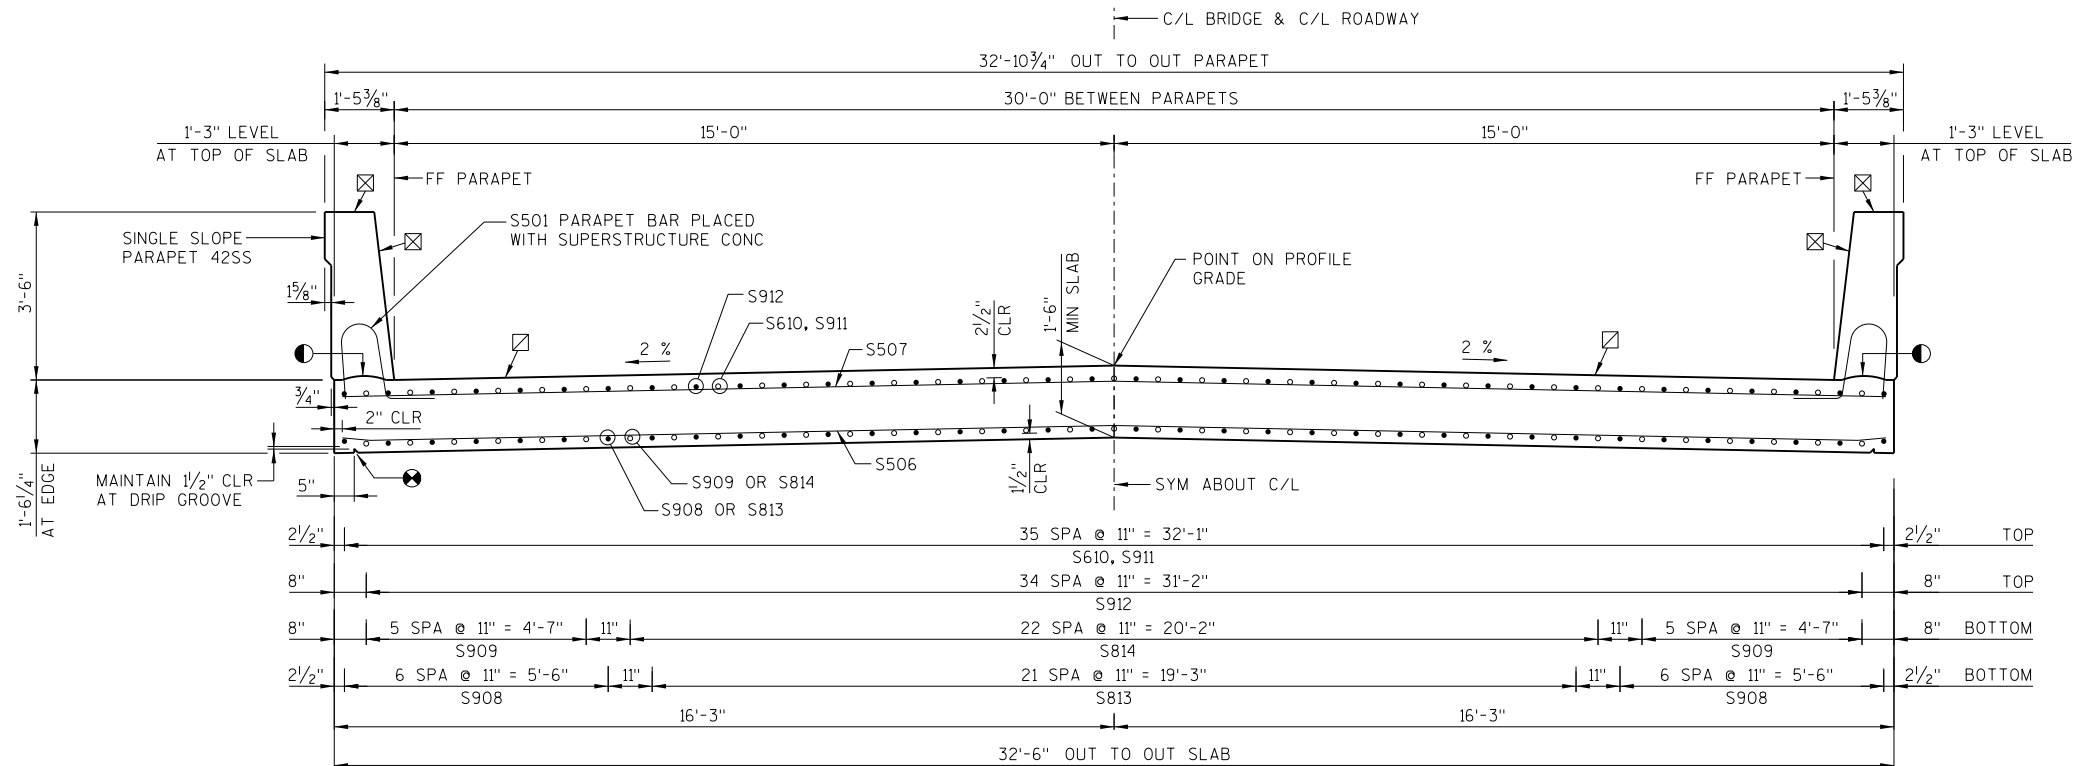 C/L BRIDGE & C/L ROADWAY
32'-10¾" OUT TO OUT PARAPET
1'-5⅜"
30'-0" BETWEEN PARAPETS
1'-5⅜"
1'-3" LEVEL
AT TOP OF SLAB
15'-0"
15'-0"
1'-3" LEVEL
AT TOP OF SLAB
FF PARAPET
FF PARAPET
S501 PARAPET BAR PLACED
WITH SUPERSTRUCTURE CONC
SINGLE SLOPE
PARAPET 42SS
3'-6"
1⅝"
POINT ON PROFILE
GRADE
S912
S610, S911
2½"
CLR
1'-6"
MIN SLAB
2 %
S507
2 %
¾"
2" CLR
1'-6¼"
AT EDGE
MAINTAIN 1½" CLR
AT DRIP GROOVE
5"
S506
S909 OR S814
S908 OR S813
1½"
CLR
SYM ABOUT C/L
2½"
35 SPA @ 11" = 32'-1"
S610, S911
2½"
TOP
8"
34 SPA @ 11" = 31'-2"
S912
8"
TOP
8"
5 SPA @ 11" = 4'-7"
S909
11"
22 SPA @ 11" = 20'-2"
S814
11"
5 SPA @ 11" = 4'-7"
S909
8"
BOTTOM
2½"
6 SPA @ 11" = 5'-6"
S908
11"
21 SPA @ 11" = 19'-3"
S813
11"
6 SPA @ 11" = 5'-6"
S908
2½"
BOTTOM
16'-3"
16'-3"
32'-6" OUT TO OUT SLAB